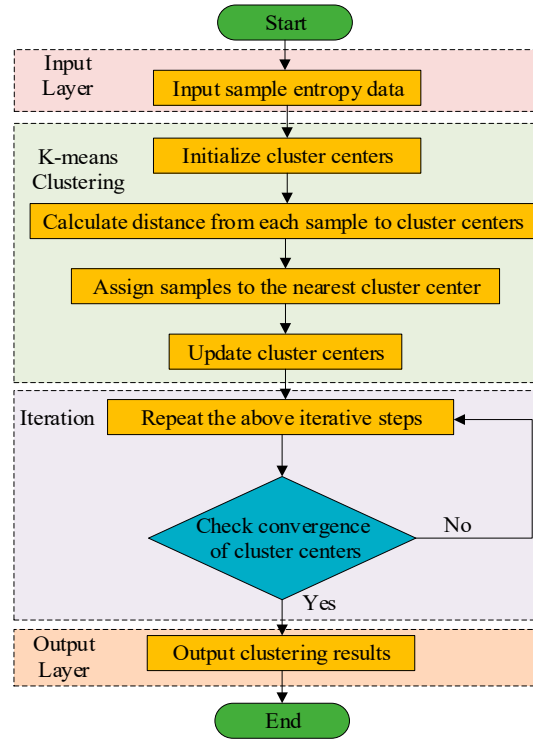 Start
Input
Layer
Input sample entropy data
K-means
Clustering
Initialize cluster centers
Calculate distance from each sample to cluster centers
Assign samples to the nearest cluster center
Update cluster centers
Iteration
Repeat the above iterative steps
Check convergence
of cluster centers
No
Yes
Output
Layer
Output clustering results
End